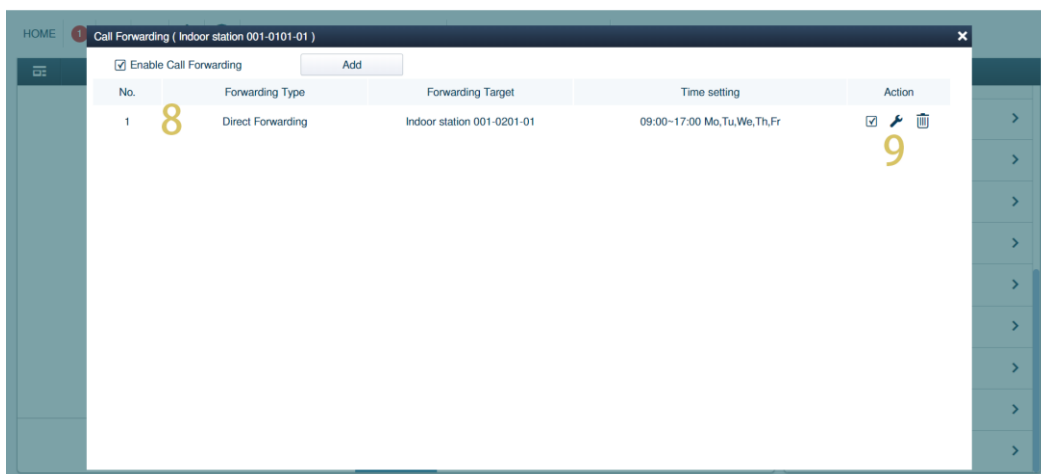 HOME 1
Call Forwarding ( Indoor station 001-0101-01 )
Enable Call Forwarding Add
No. Forwarding Type Forwarding Target Time setting Action
1 8 Direct Forwarding Indoor station 001-0201-01 09:00~17:00 Mo,Tu,We,Th,Fr
9